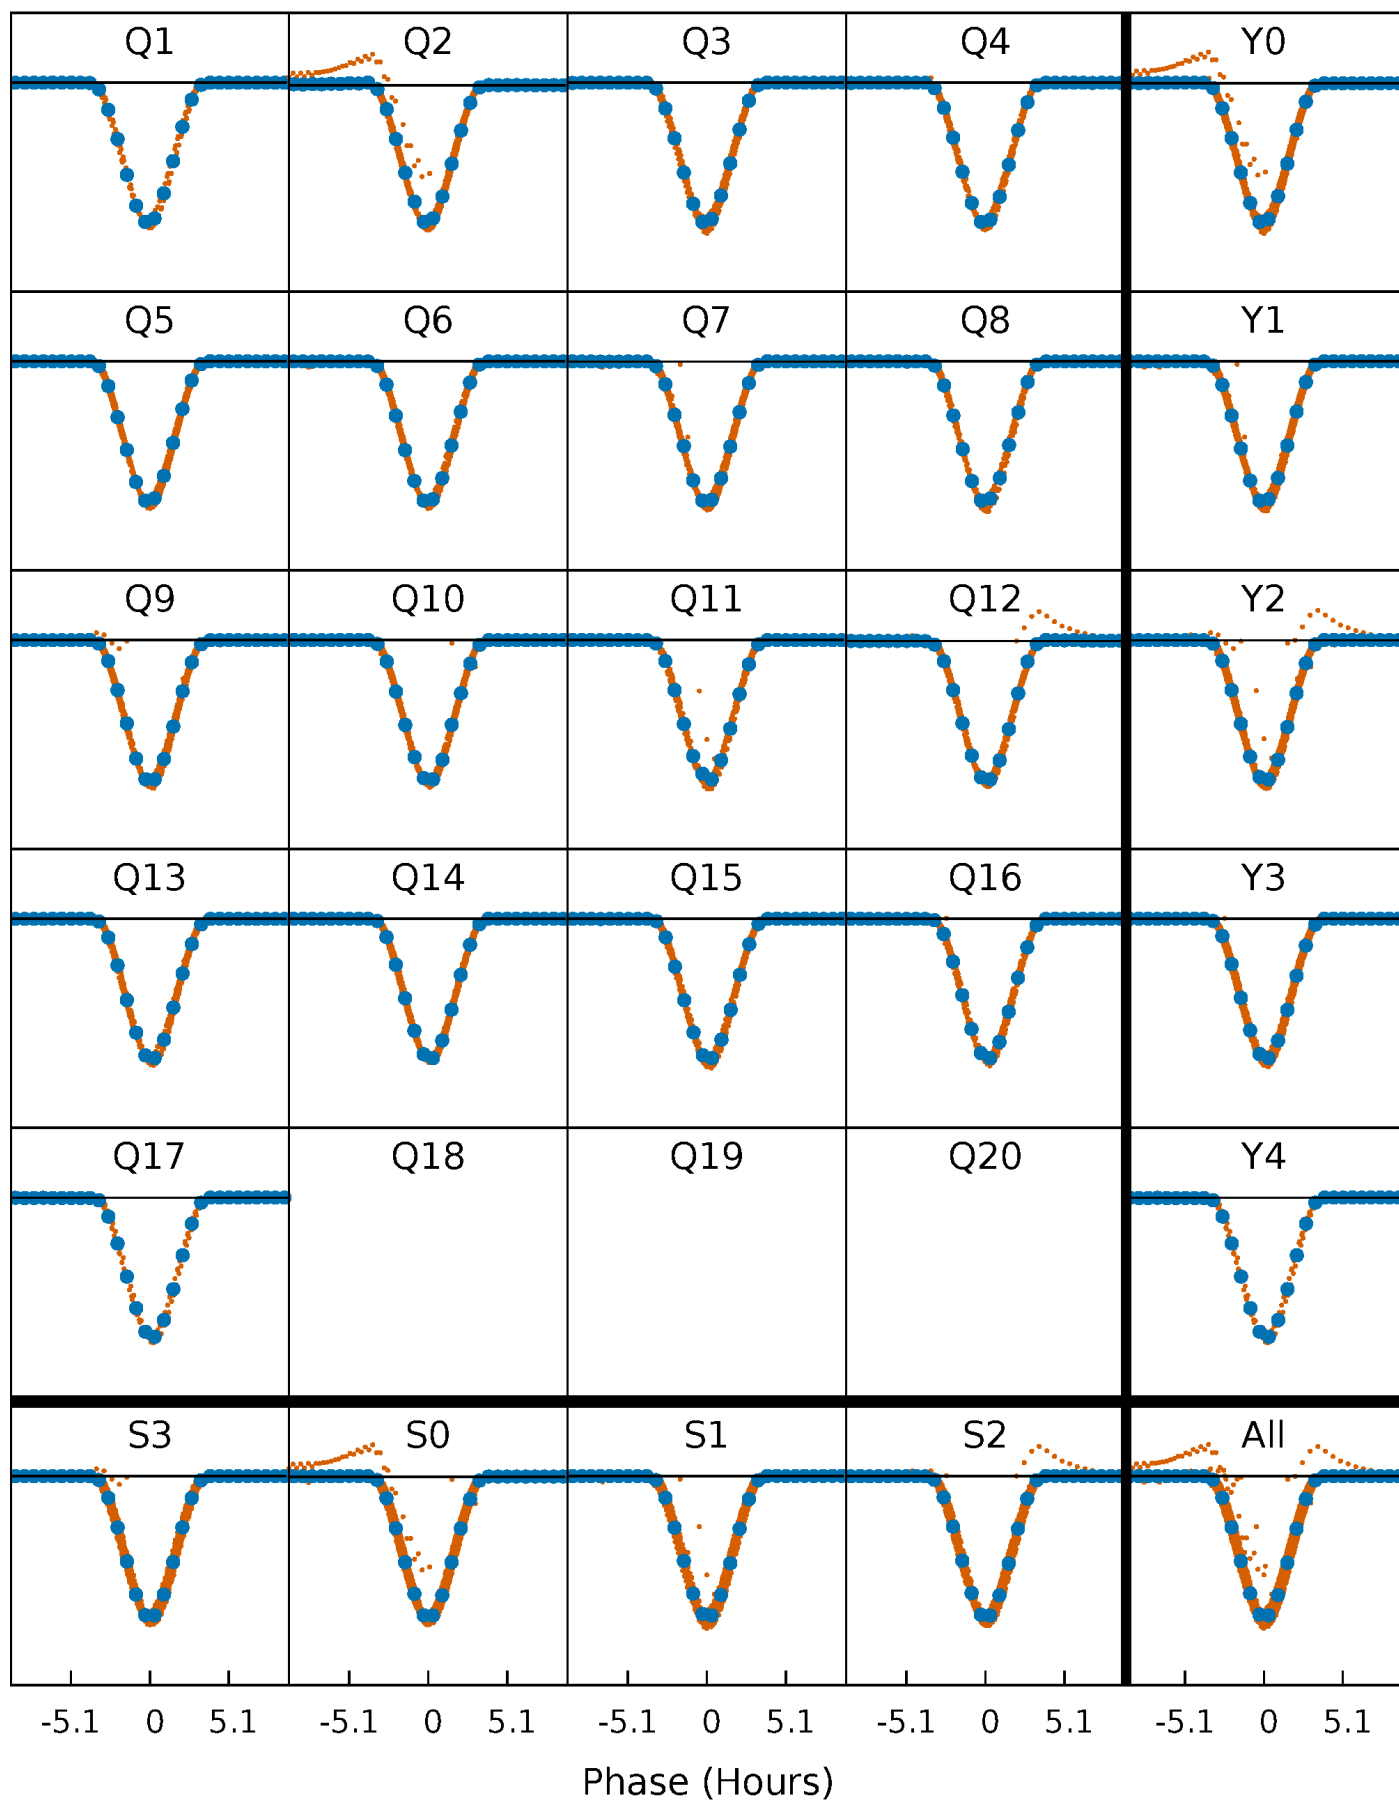 Q1 Q2 Q3 Q4 Y0
Q5 Q6 Q7 Q8 Y1
Q9 Q10 Q11 Q12 Y2
Q13 Q14 Q15 Q16 Y3
Q17 Q18 Q19 Q20 Y4
S3 S0 S1 S2 All
-5.1 0 5.1 -5.1 0 5.1 -5.1 0 5.1 -5.1 0 5.1 -5.1 0 5.1
Phase (Hours)